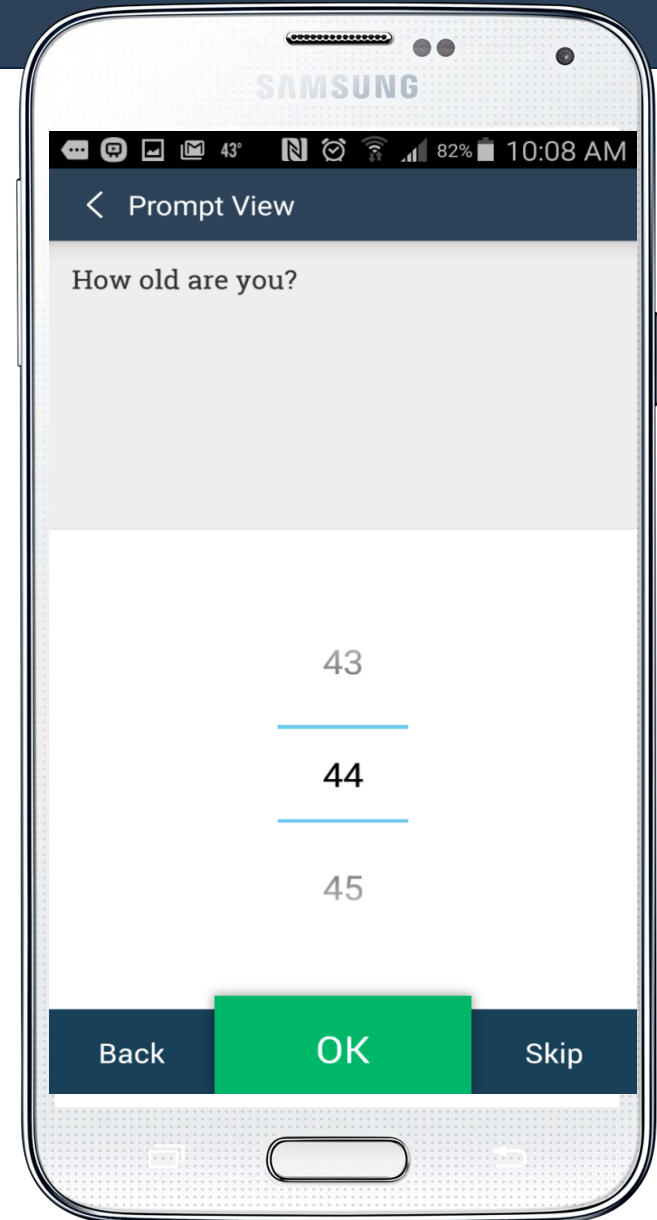 SAMSUNG
43° 82% 10:08 AM
Prompt View
How old are you?
43
44
45
Back OK Skip